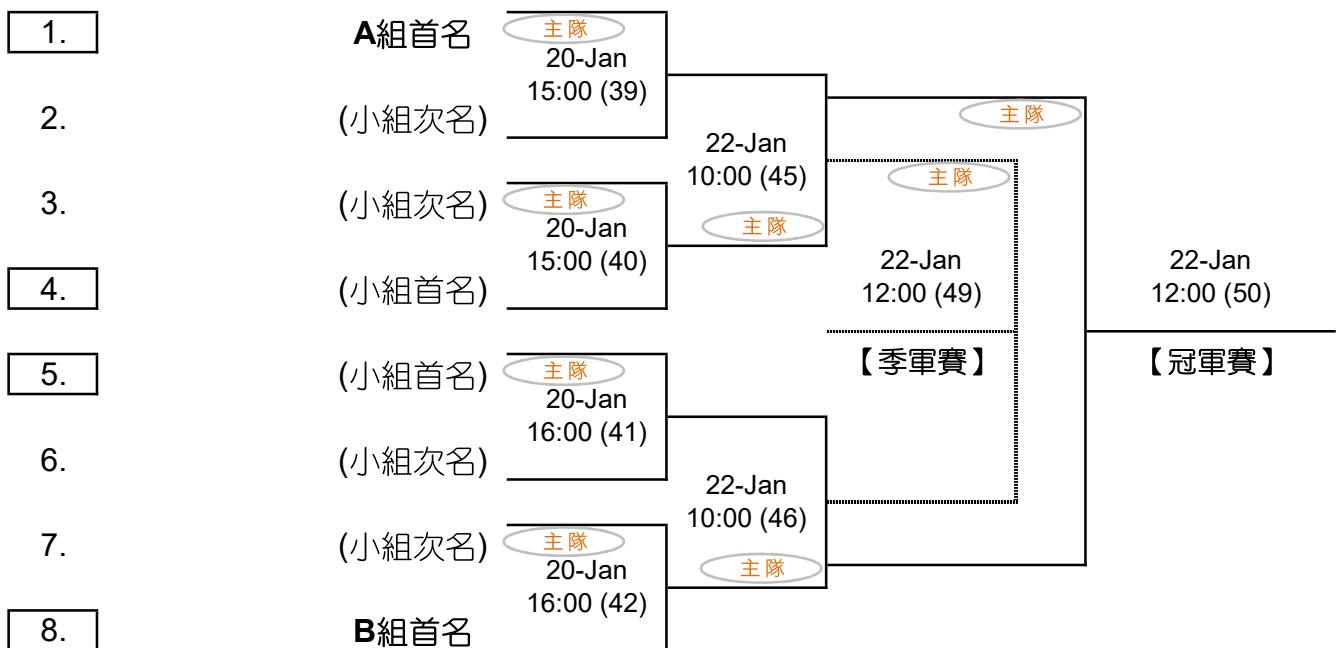 1. A組首名 主隊
20-Jan
15:00 (39)
2. (小組次名)
主隊
22-Jan
10:00 (45)
主隊
3. (小組次名) 主隊
20-Jan
15:00 (40)
主隊
4. (小組首名)
22-Jan
12:00 (49)
22-Jan
12:00 (50)
5. (小組首名) 主隊
20-Jan
16:00 (41)
【季軍賽】
【冠軍賽】
6. (小組次名)
22-Jan
10:00 (46)
主隊
7. (小組次名) 主隊
20-Jan
16:00 (42)
8. B組首名